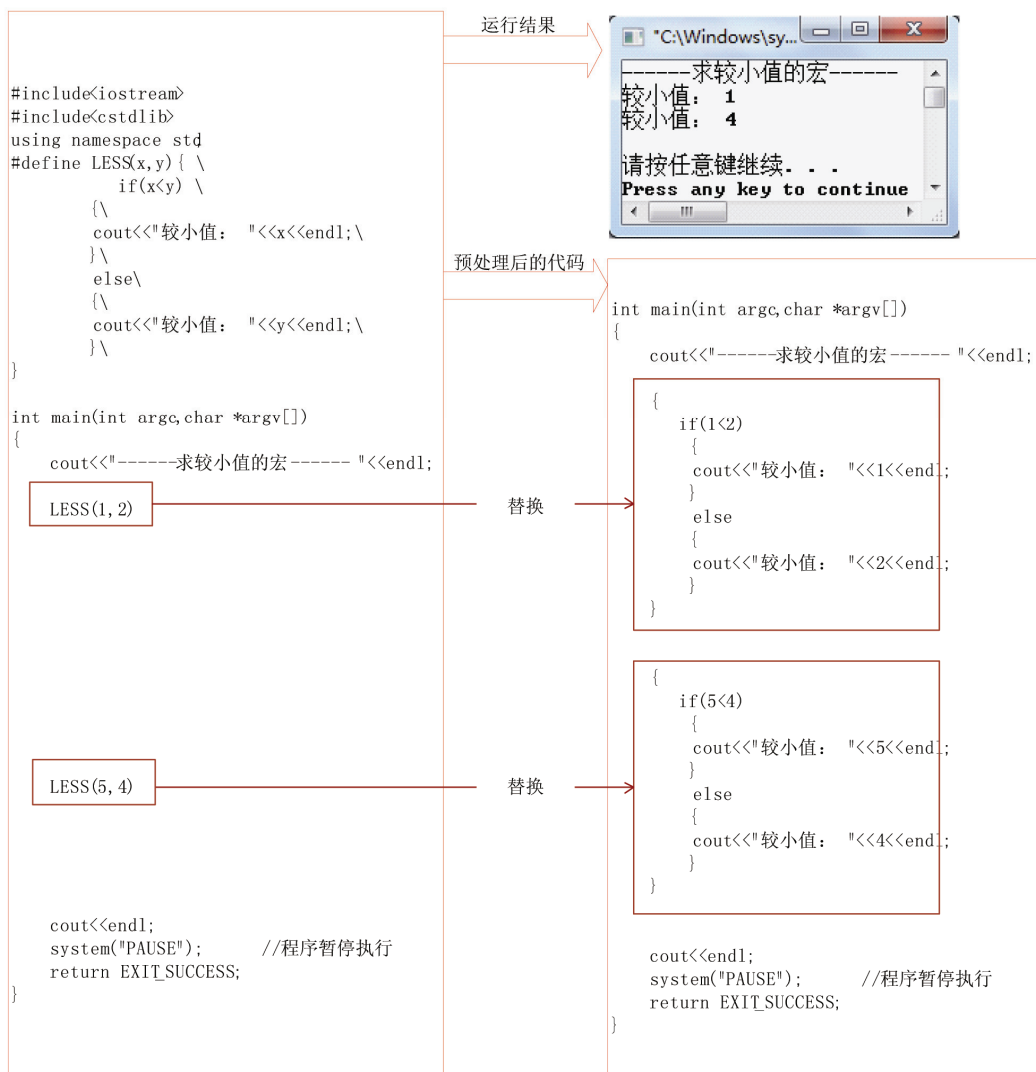 运行结果
"C:\Windows\sy...
------求较小值的宏------
较小值： 1
较小值： 4
请按任意键继续. . .
Press any key to continue
#include<iostream>
#include<cstdlib>
using namespace std;
#define LESS(x,y){ \
if(x<y) \
{\
cout<<"较小值： "<<x<<endl;\
}\
else\
{\
cout<<"较小值： "<<y<<endl;\
}\
}
int main(int argc,char *argv[])
{
cout<<"------求较小值的宏------ "<<endl;
LESS(1,2)
替换
LESS(5,4)
替换
cout<<endl;
system("PAUSE"); //程序暂停执行
return EXIT_SUCCESS;
}
预处理后的代码
int main(int argc,char *argv[])
{
cout<<"------求较小值的宏------ "<<endl;
{
if(1<2)
{
cout<<"较小值： "<<1<<endl;
}
else
{
cout<<"较小值： "<<2<<endl;
}
}
{
if(5<4)
{
cout<<"较小值： "<<5<<endl;
}
else
{
cout<<"较小值： "<<4<<endl;
}
}
cout<<endl;
system("PAUSE"); //程序暂停执行
return EXIT_SUCCESS;
}